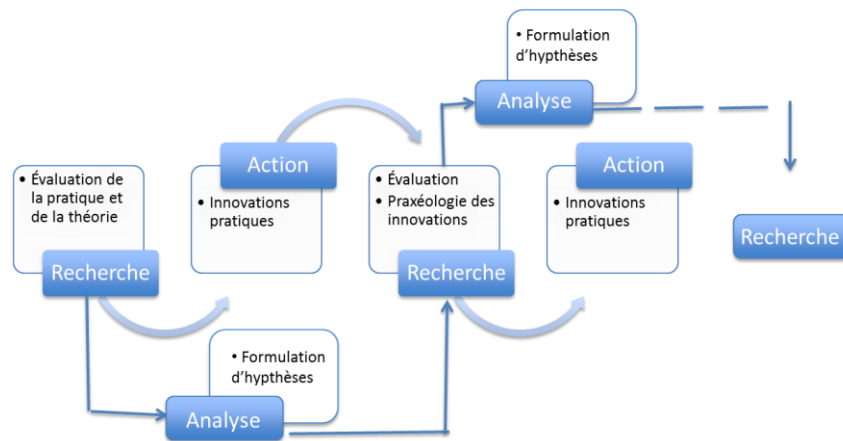 • Formulation
d'hypthèses
Analyse
• Évaluation de
la pratique et
de la théorie
Recherche
Action
• Innovations
pratiques
• Évaluation
• Praxéologie des
innovations
Recherche
Action
• Innovations
pratiques
Recherche
• Formulation
d'hypthèses
Analyse